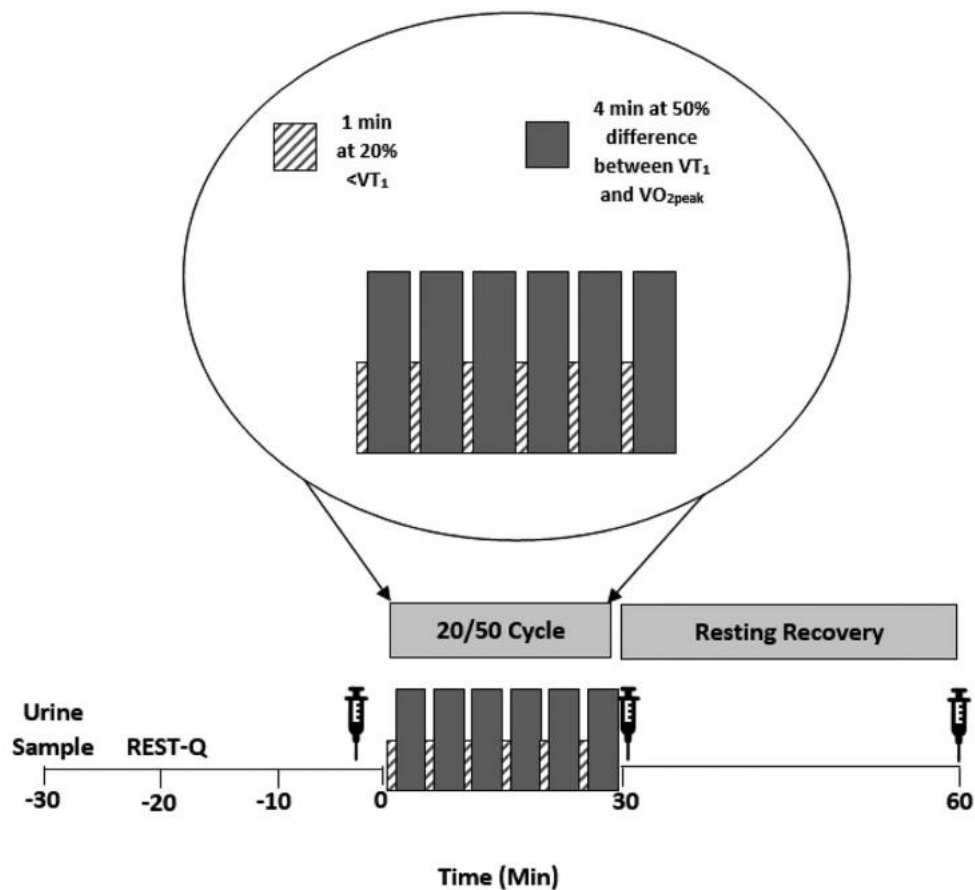 1 min
at 20%
<VT₁
4 min at 50%
difference
between VT₁
and VO₂peak
20/50 Cycle
Resting Recovery
Urine
Sample
REST-Q
-30
-20
-10
0
30
60
Time (Min)